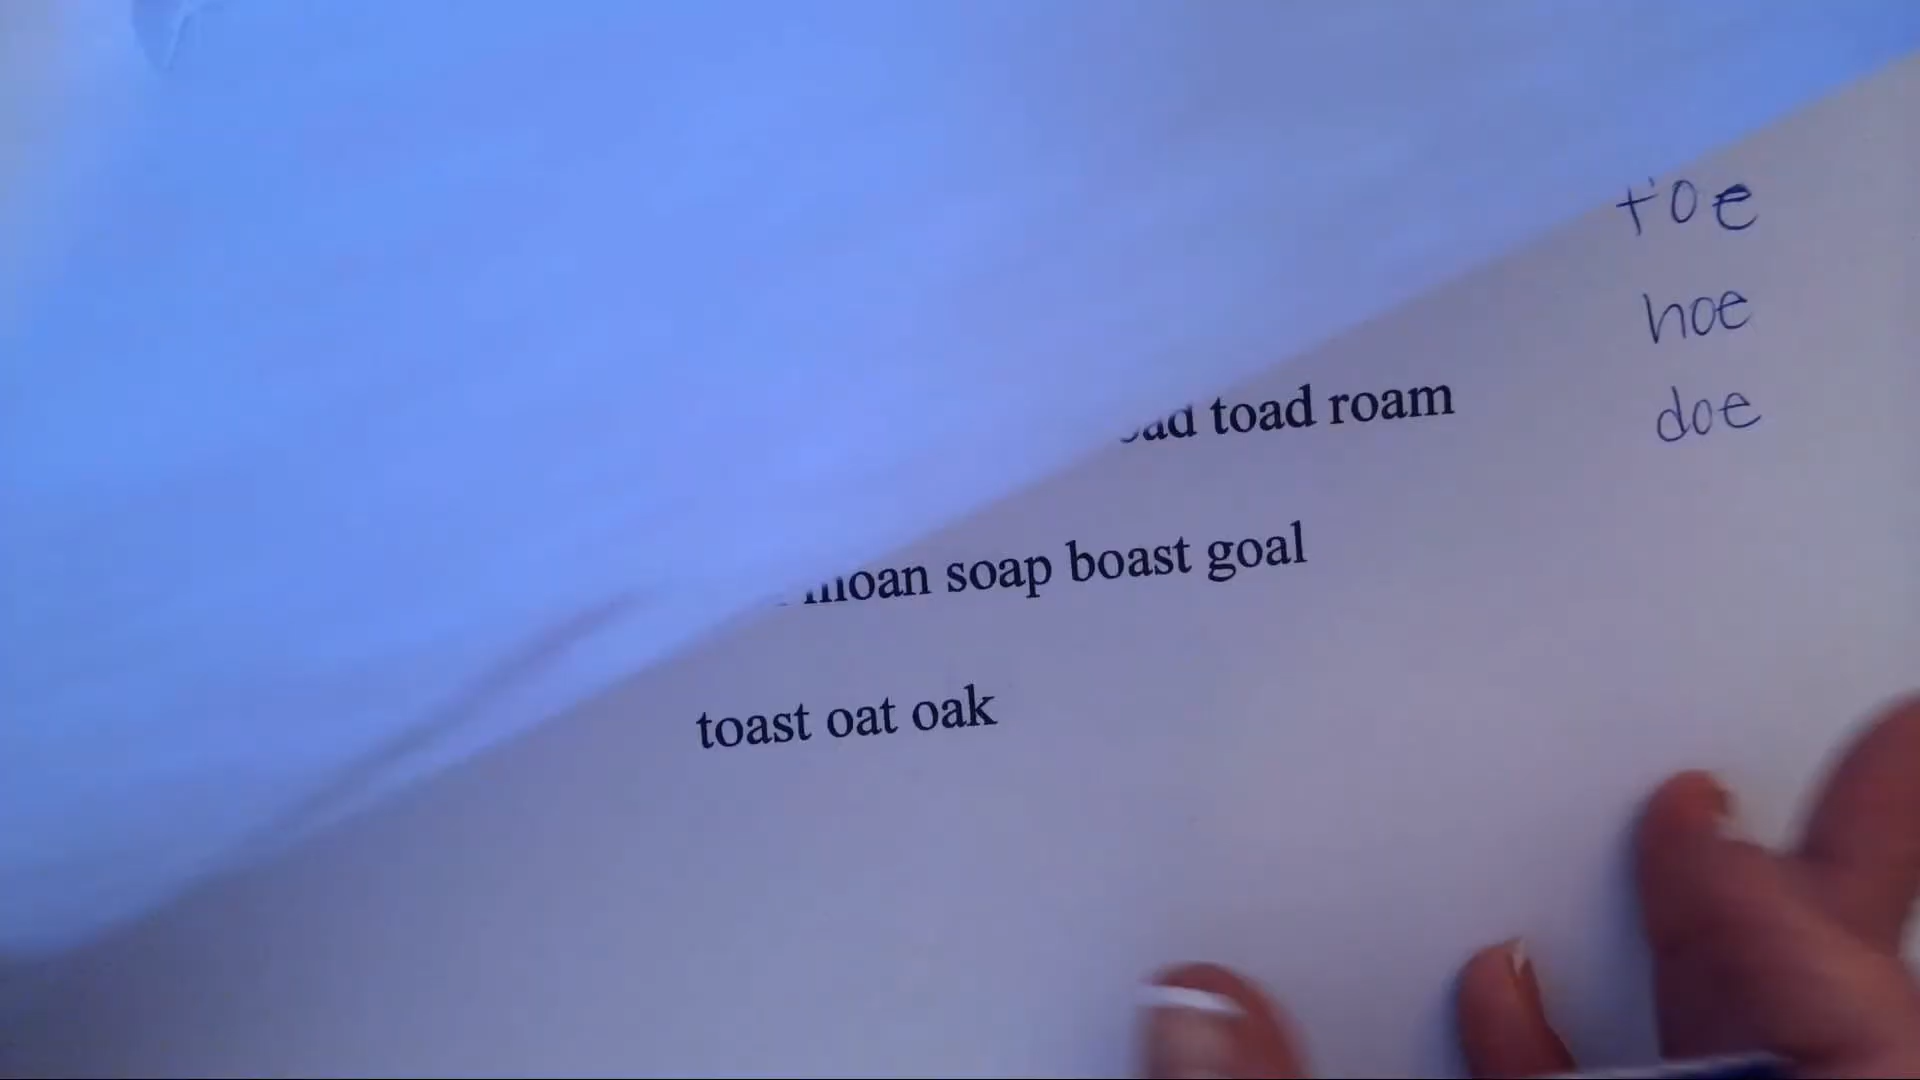 toe
hoe
doe
toad roam
moan soap boast goal
toast oat oak